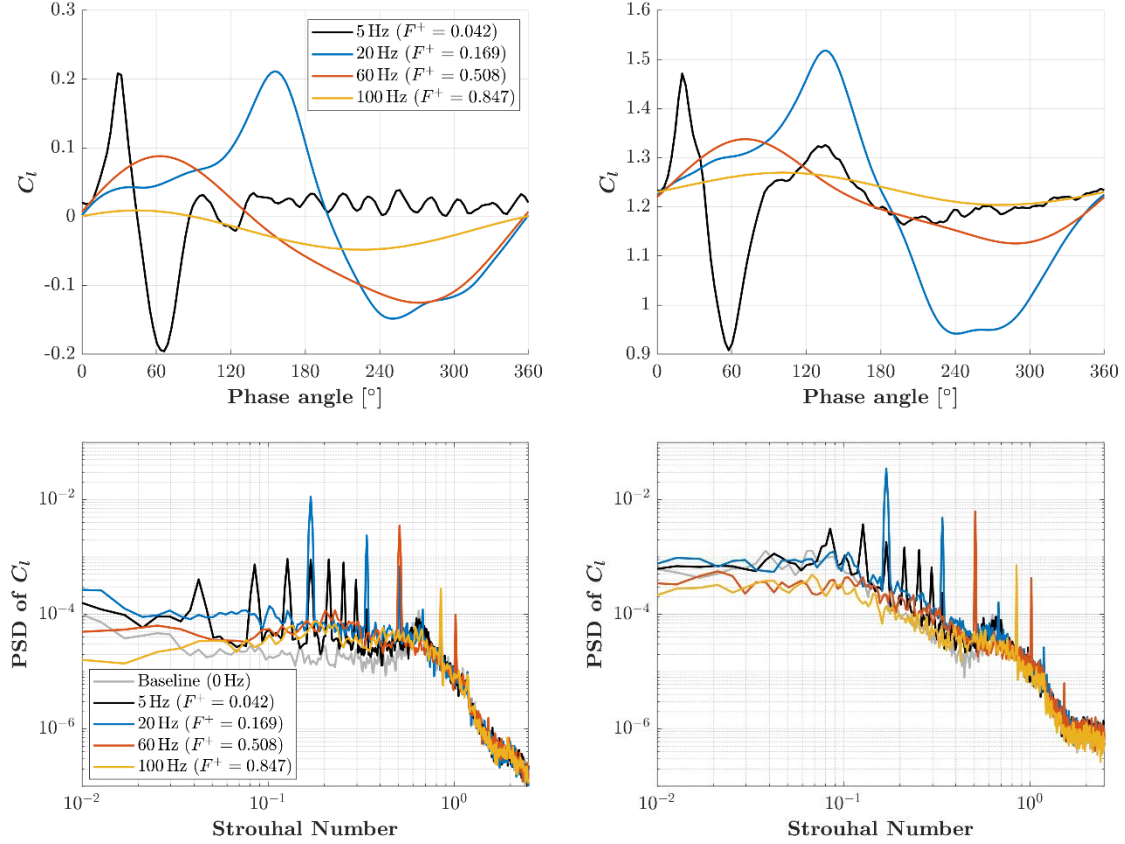 0.3
0.2
0.1
0
-0.1
-0.2
C_l
0 60 120 180 240 300 360
Phase angle [°]
5 Hz (F⁺ = 0.042)
20 Hz (F⁺ = 0.169)
60 Hz (F⁺ = 0.508)
100 Hz (F⁺ = 0.847)
1.6
1.5
1.4
1.3
1.2
1.1
1
0.9
C_l
0 60 120 180 240 300 360
Phase angle [°]
10⁻²
10⁻⁴
10⁻⁶
PSD of C_l
10⁻² 10⁻¹ 10⁰
Strouhal Number
Baseline (0 Hz)
5 Hz (F⁺ = 0.042)
20 Hz (F⁺ = 0.169)
60 Hz (F⁺ = 0.508)
100 Hz (F⁺ = 0.847)
10⁻²
10⁻⁴
10⁻⁶
PSD of C_l
10⁻² 10⁻¹ 10⁰
Strouhal Number